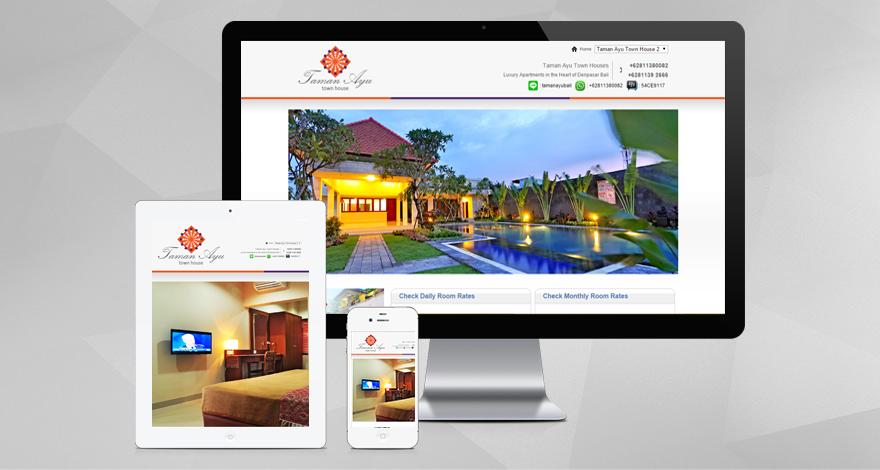 Home Taman Ayu Town House 2
Taman Ayu
town house
Taman Ayu Town Houses
Luxury Apartments in the Heart of Denpasar Bali
+62811380082
+6281139 2666
: tamanayubali : +62811380082 : 54CE9117
Check Daily Room Rates
Check Monthly Room Rates
Taman Ayu
town house
Taman Ayu
town house